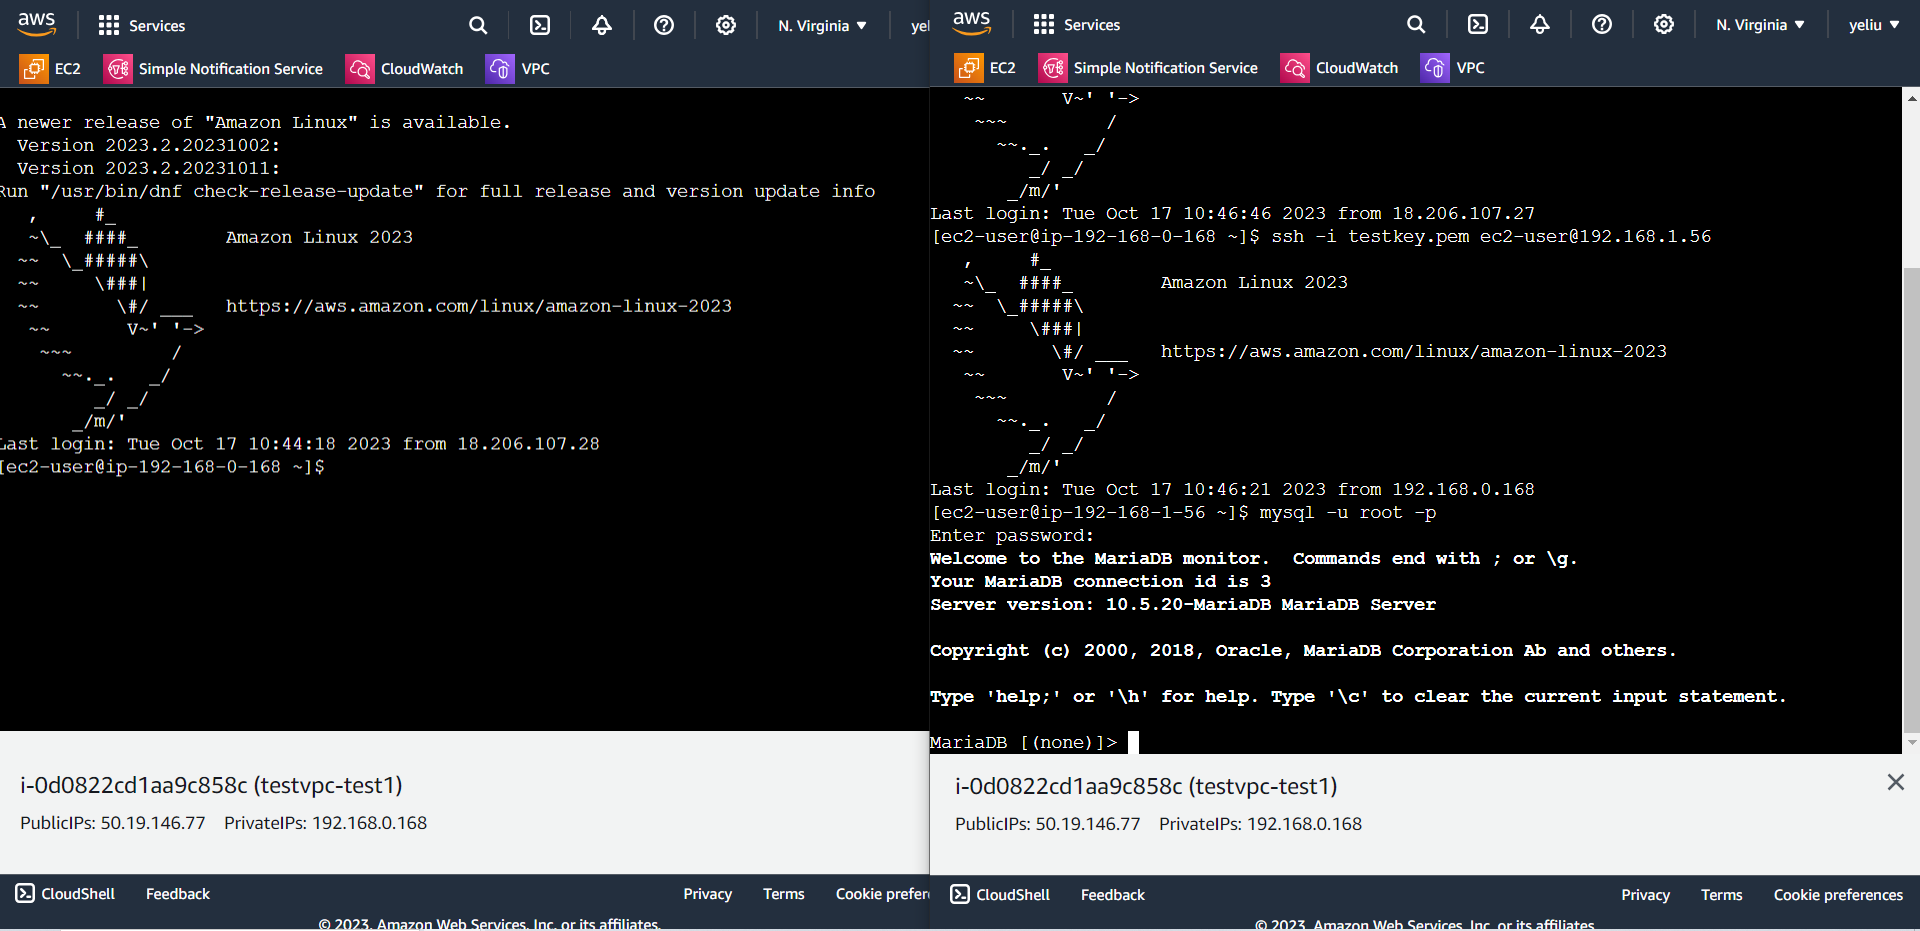 aws
Services
N. Virginia
EC2
Simple Notification Service
CloudWatch
VPC
A newer release of "Amazon Linux" is available.
  Version 2023.2.20231002:
  Version 2023.2.20231011:
Run "/usr/bin/dnf check-release-update" for full release and version update info
   ,     #_
   ~\_  ####_        Amazon Linux 2023
  ~~  \_#####\
  ~~     \###|
  ~~       \#/ ___   https://aws.amazon.com/linux/amazon-linux-2023
   ~~       V~' '->
    ~~~         /
      ~~._.   _/
         _/ _/
       _/m/'
Last login: Tue Oct 17 10:44:18 2023 from 18.206.107.28
[ec2-user@ip-192-168-0-168 ~]$
i-0d0822cd1aa9c858c (testvpc-test1)
PublicIPs: 50.19.146.77    PrivateIPs: 192.168.0.168
CloudShell
Feedback
Privacy
Terms
Cookie prefer
© 2023, Amazon Web Services, Inc. or its affiliates.
aws
Services
N. Virginia
yeliu
EC2
Simple Notification Service
CloudWatch
VPC
   ~~       V~' '->
    ~~~         /
      ~~._.   _/
         _/ _/
       _/m/'
Last login: Tue Oct 17 10:46:46 2023 from 18.206.107.27
[ec2-user@ip-192-168-0-168 ~]$ ssh -i testkey.pem ec2-user@192.168.1.56
   ,     #_
   ~\_  ####_        Amazon Linux 2023
  ~~  \_#####\
  ~~     \###|
  ~~       \#/ ___   https://aws.amazon.com/linux/amazon-linux-2023
   ~~       V~' '->
    ~~~         /
      ~~._.   _/
         _/ _/
       _/m/'
Last login: Tue Oct 17 10:46:21 2023 from 192.168.0.168
[ec2-user@ip-192-168-1-56 ~]$ mysql -u root -p
Enter password:
Welcome to the MariaDB monitor.  Commands end with ; or \g.
Your MariaDB connection id is 3
Server version: 10.5.20-MariaDB MariaDB Server
Copyright (c) 2000, 2018, Oracle, MariaDB Corporation Ab and others.
Type 'help;' or '\h' for help. Type '\c' to clear the current input statement.
MariaDB [(none)]>
i-0d0822cd1aa9c858c (testvpc-test1)
PublicIPs: 50.19.146.77    PrivateIPs: 192.168.0.168
CloudShell
Feedback
Privacy
Terms
Cookie preferences
© 2023, Amazon Web Services, Inc. or its affiliates.